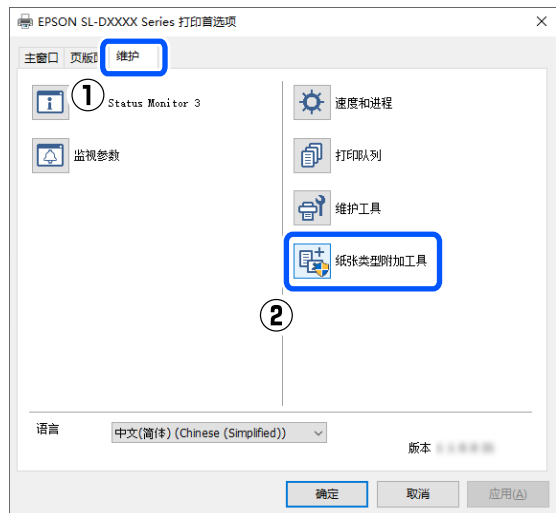 EPSON SL-DXXXX Series 打印首选项
主窗口 页版 维护
① Status Monitor 3
监视参数
速度和进程
打印队列
维护工具
纸张类型附加工具
②
语言 中文(简体) (Chinese (Simplified))
版本
确定 取消 应用(A)